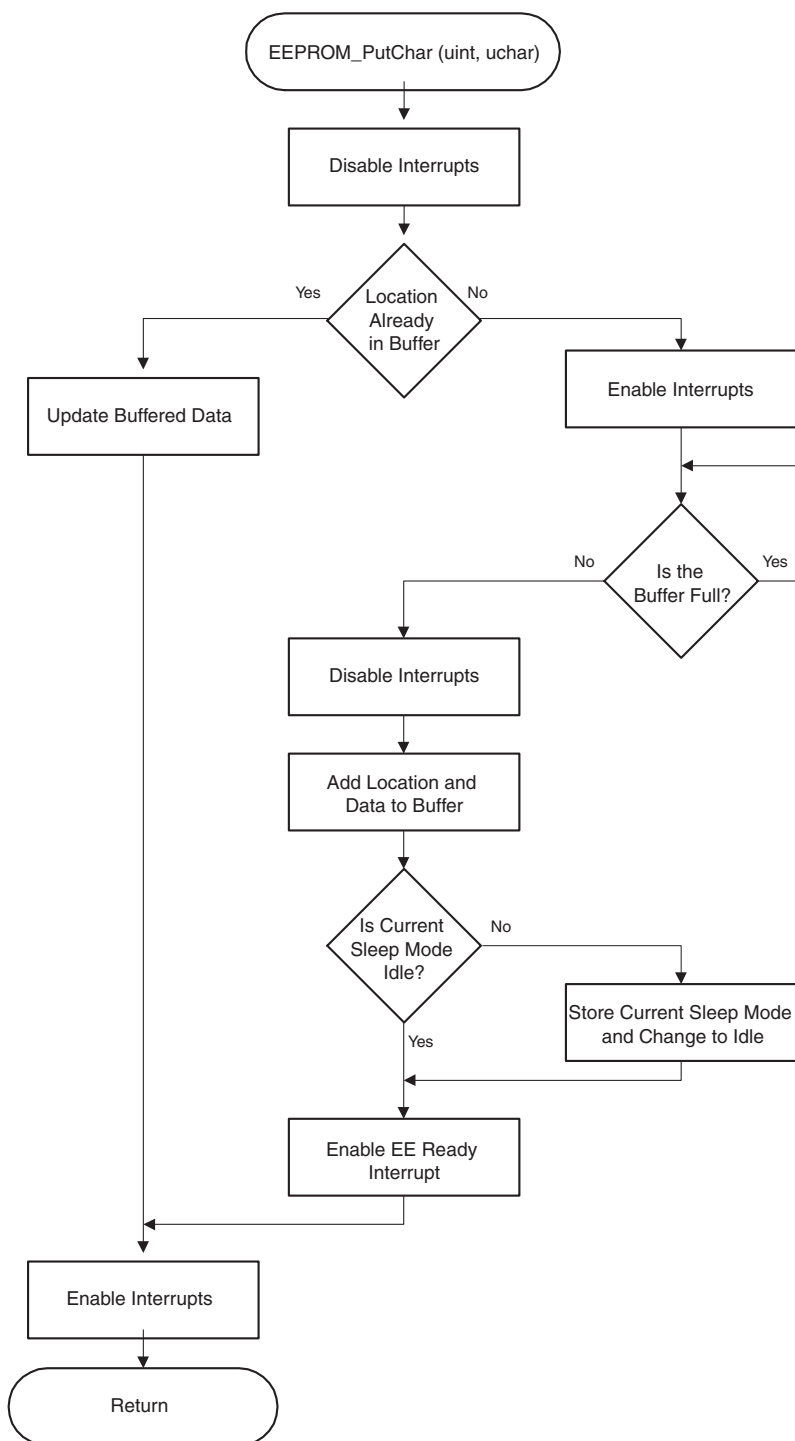 EEPROM_PutChar (uint, uchar)
Disable Interrupts
Yes
Location
Already
in Buffer
No
Update Buffered Data
Enable Interrupts
No
Is the
Buffer Full?
Yes
Disable Interrupts
Add Location and
Data to Buffer
Is Current
Sleep Mode
Idle?
No
Store Current Sleep Mode
and Change to Idle
Yes
Enable EE Ready
Interrupt
Enable Interrupts
Return